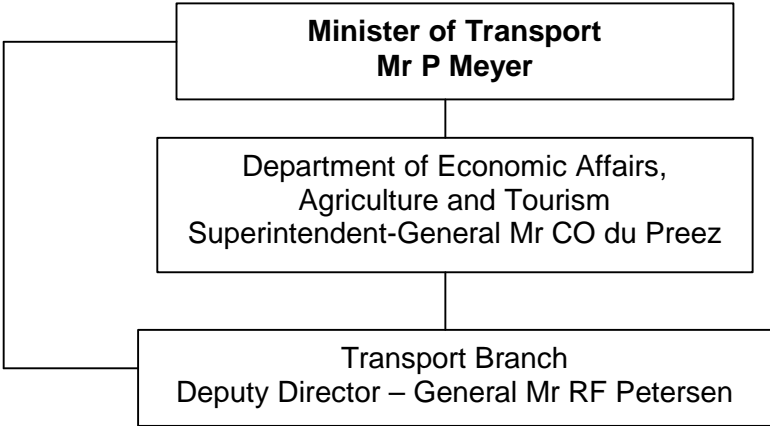 Minister of Transport
Mr P Meyer
Department of Economic Affairs,
Agriculture and Tourism
Superintendent-General Mr CO du Preez
Transport Branch
Deputy Director – General Mr RF Petersen